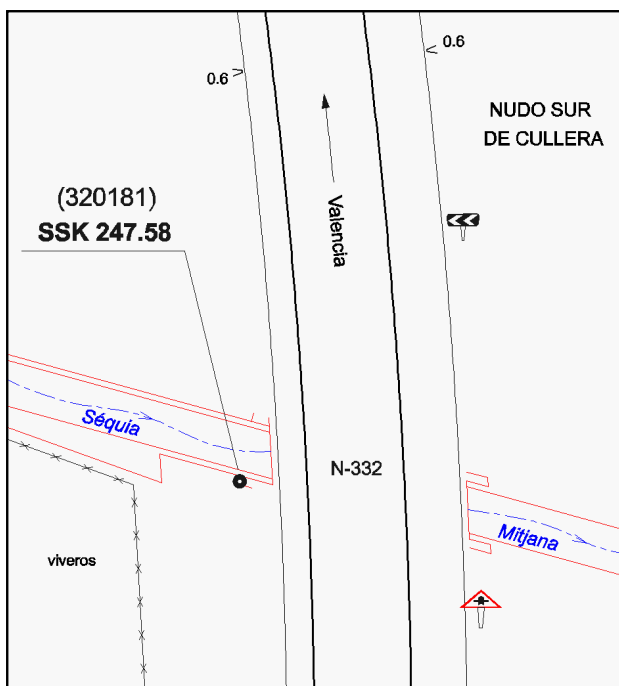 0.6
0.6
NUDO SUR
DE CULLERA
(320181)
SSK 247.58
Valencia
Séquia
N-332
Mitjana
viveros